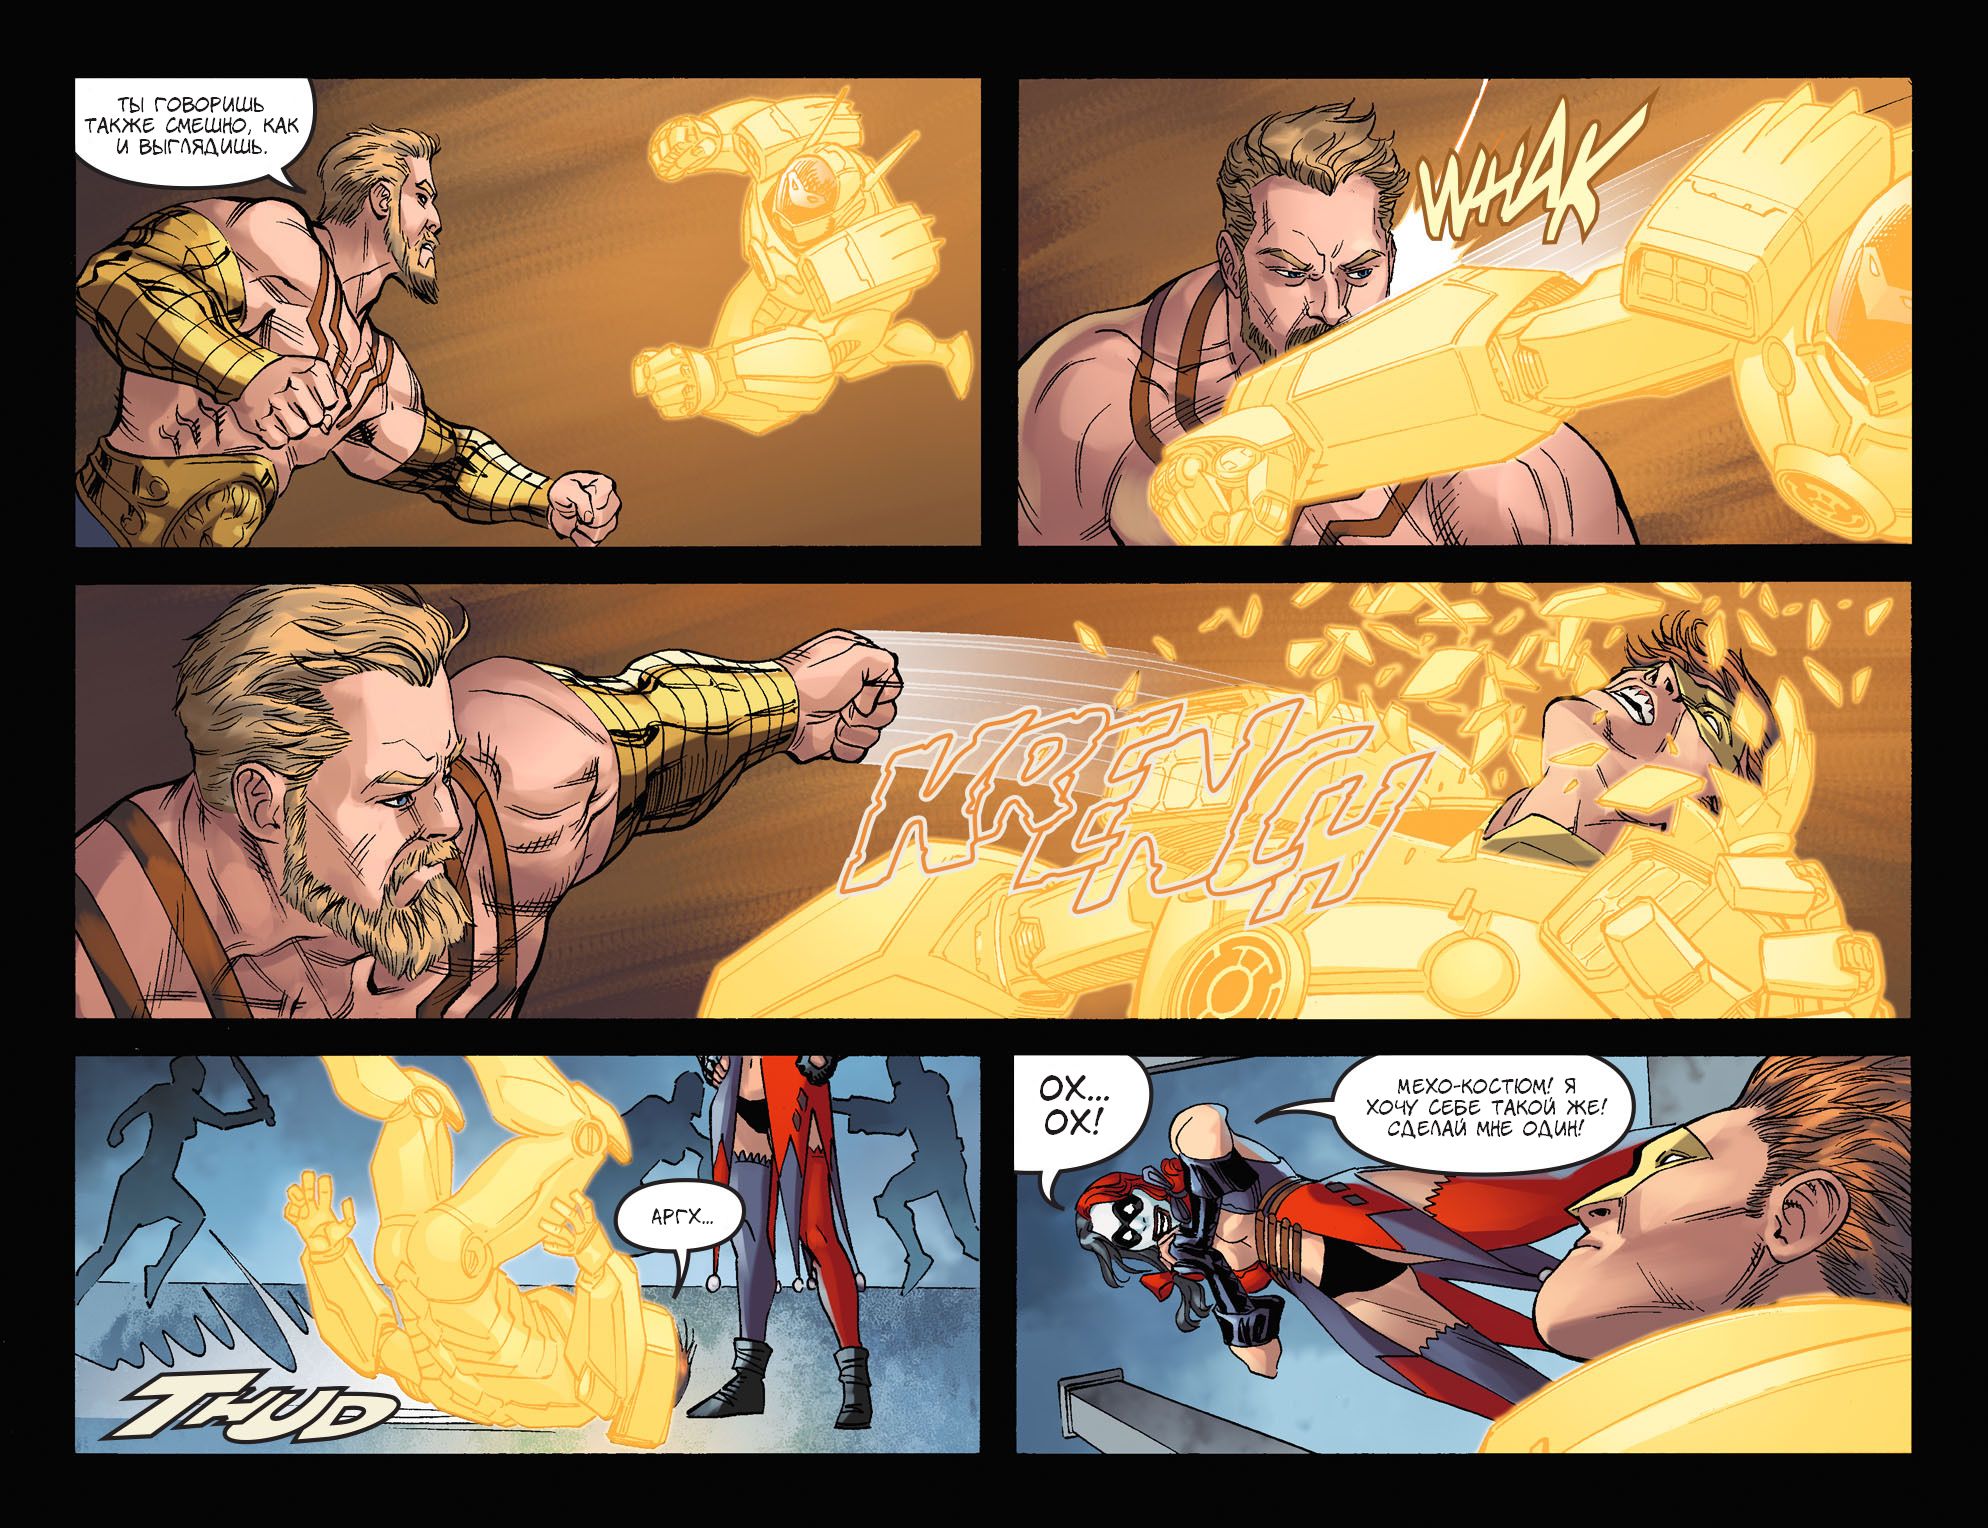 ТЫ ГОВОРИШЬ
ТАКЖЕ СМЕШНО, КАК
И ВЫГЛЯДИШЬ.
WHAK
KRENCH
АРГХ...
THUD
ОХ...
ОХ!
МЕХО-КОСТЮМ! Я
ХОЧУ СЕБЕ ТАКОЙ ЖЕ!
СДЕЛАЙ МНЕ ОДИН!